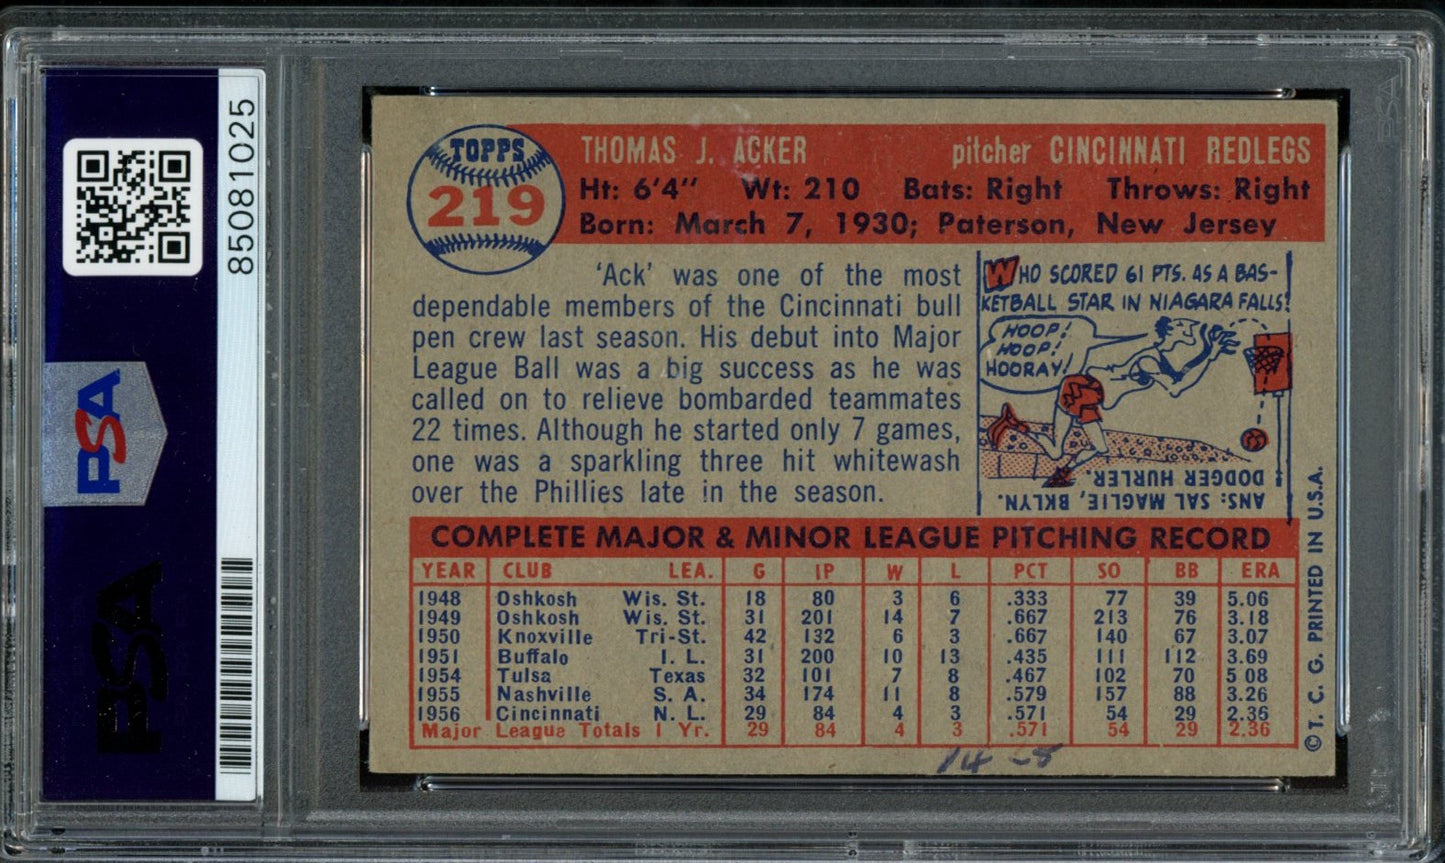 85081025
PSA
PSA
TOPPS
219
THOMAS J. ACKER pitcher CINCINNATI REDLEGS
Ht: 6'4" Wt: 210 Bats: Right Throws: Right
Born: March 7, 1930; Paterson, New Jersey
'Ack' was one of the most
dependable members of the Cincinnati bull
pen crew last season. His debut into Major
League Ball was a big success as he was
called on to relieve bombarded teammates
22 times. Although he started only 7 games,
one was a sparkling three hit whitewash
over the Phillies late in the season.
WHO SCORED 61 PTS. AS A BAS-
KETBALL STAR IN NIAGARA FALLS?
HOOP!
HOOP!
HOORAY!
ANS: SAL MAGLIE, BKLYN.
DODGER HURLER.
COMPLETE MAJOR & MINOR LEAGUE PITCHING RECORD
YEAR CLUB LEA. G IP W L PCT SO BB ERA
1948 Oshkosh Wis. St. 18 80 3 6 .333 77 39 5.06
1949 Oshkosh Wis. St. 31 201 14 7 .667 213 76 3.18
1950 Knoxville Tri-St. 42 132 6 3 .667 140 67 3.07
1951 Buffalo I. L. 31 200 10 13 .435 111 112 3.69
1954 Tulsa Texas 32 101 7 8 .467 102 70 5 08
1955 Nashville S. A. 34 174 11 8 .579 157 88 3.26
1956 Cincinnati N. L. 29 84 4 3 .571 54 29 2.36
Major League Totals 1 Yr. 29 84 4 3 .571 54 29 2.36
14 -8
© T. C. G. PRINTED IN U.S.A.
PSA